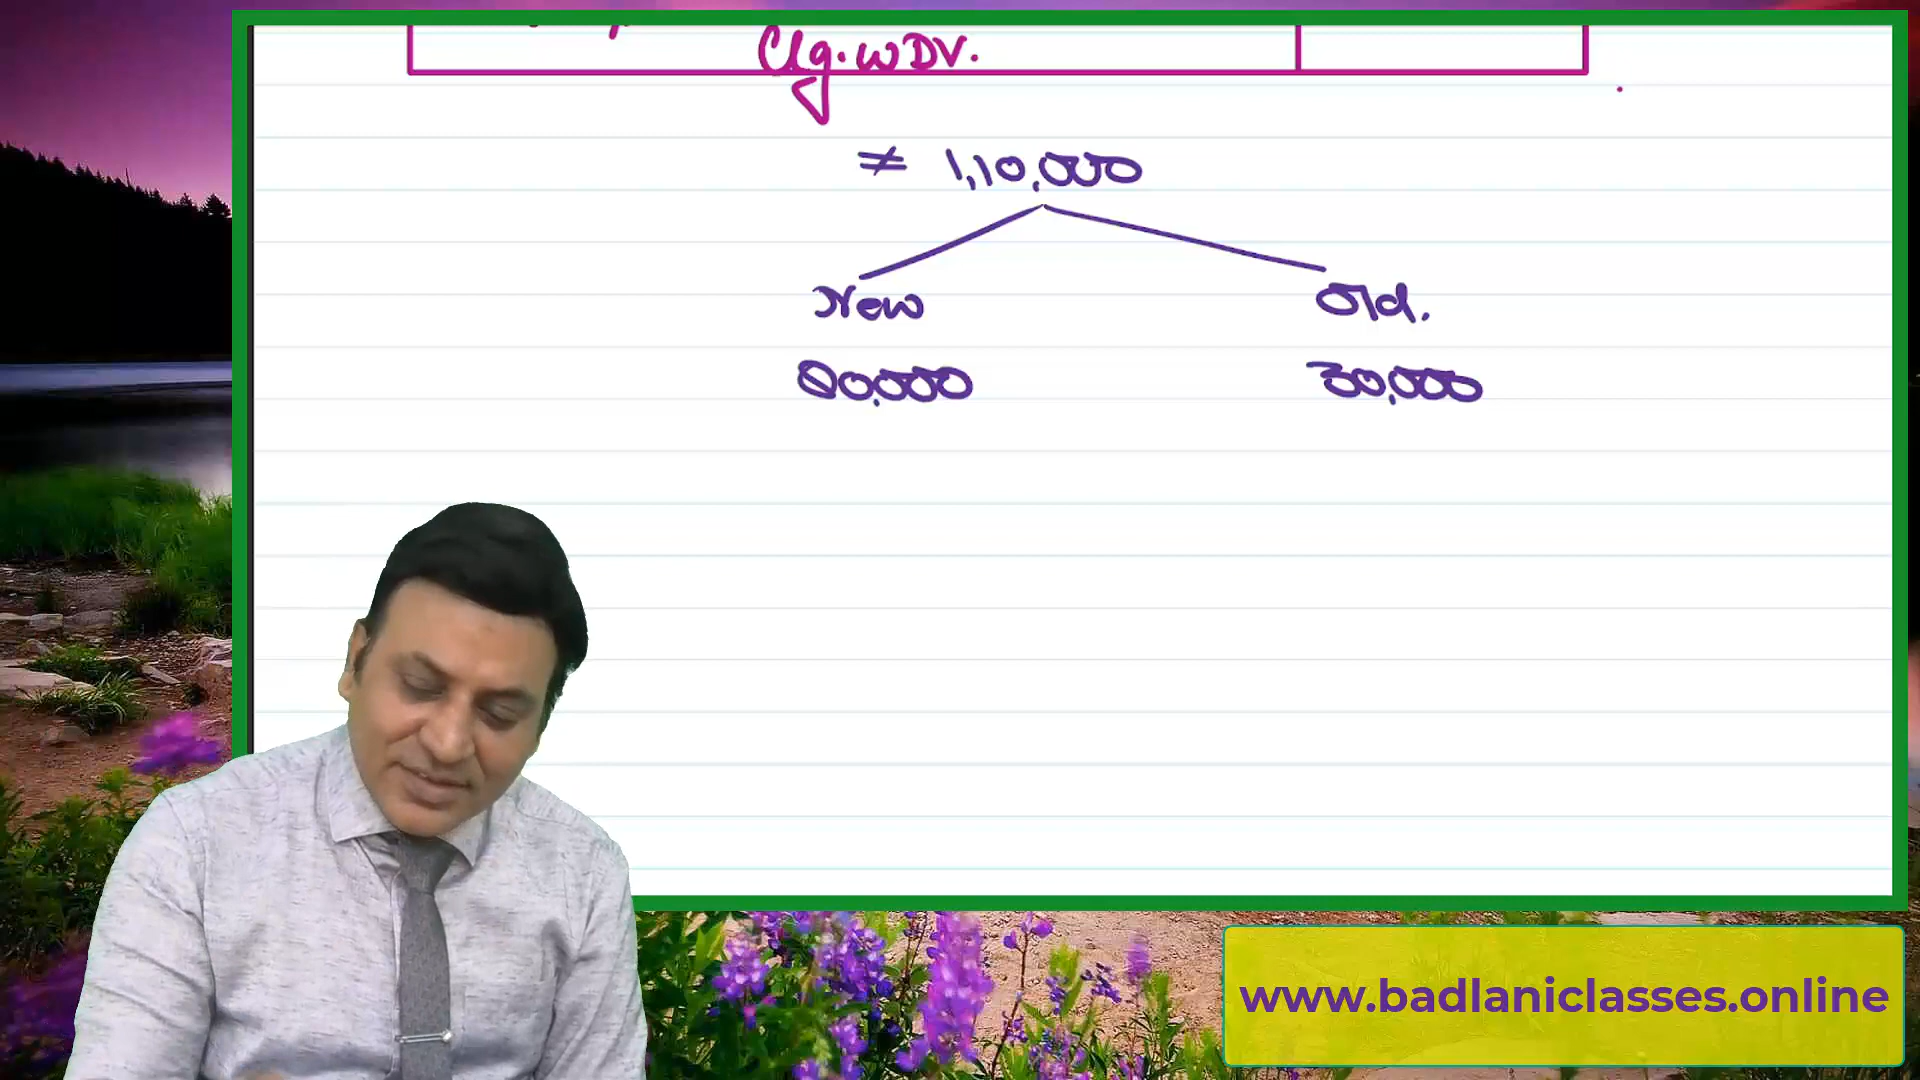 Clg. WDV.
≠ 1,10,000
New Old.
80,000 30,000
www.badlaniclasses.online